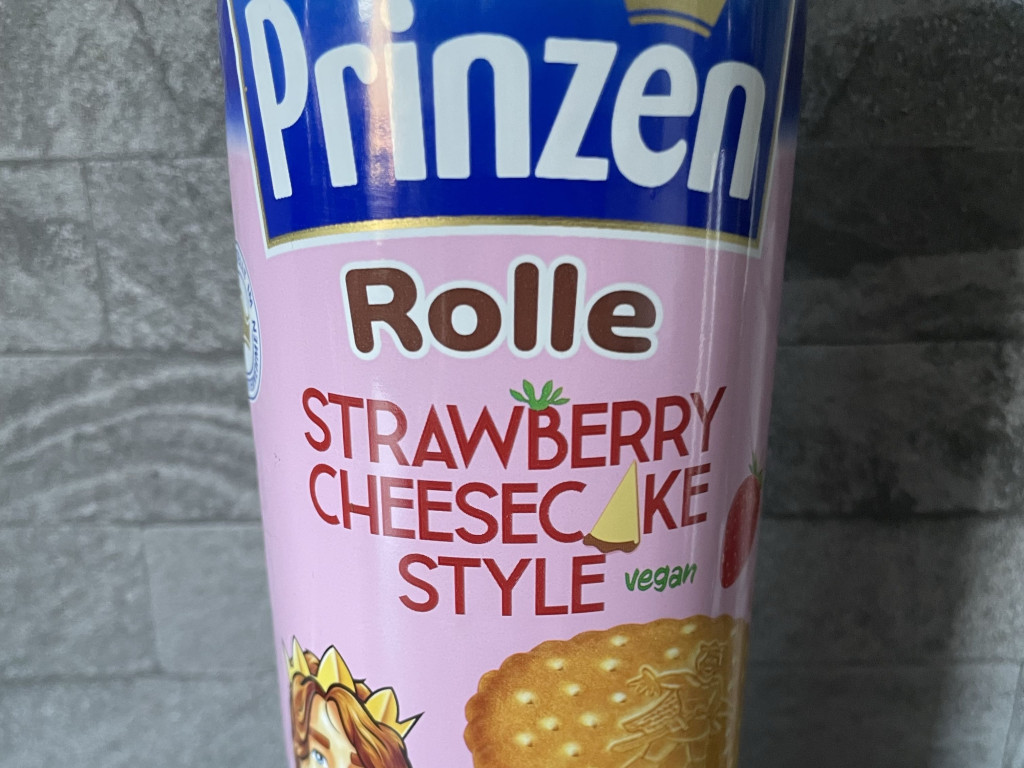 Prinzen
Rolle
STRAWBERRY
CHEESECAKE
STYLE vegan